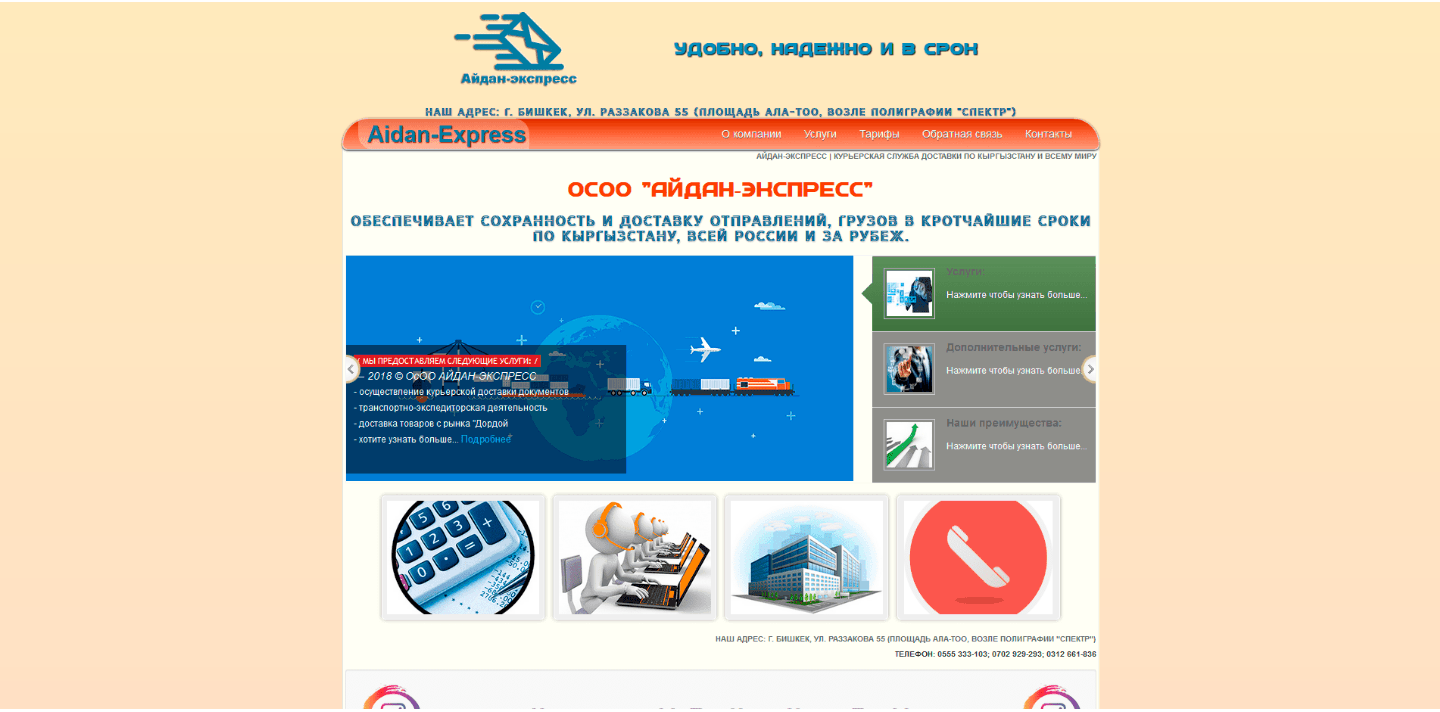 Айдан-экспресс
УДОБНО, НАДЕЖНО И В СРОН
НАШ АДРЕС: Г. БИШКЕК, УЛ. РАЗЗАКОВА 55 (ПЛОЩАДЬ АЛА-ТОО, ВОЗЛЕ ПОЛИГРАФИИ "СПЕКТР")
Aidan-Express
О компании Услуги Тарифы Обратная связь Контакты
АЙДАН-ЭКСПРЕСС | КУРЬЕРСКАЯ СЛУЖБА ДОСТАВКИ ПО КЫРГЫЗСТАНУ И ВСЕМУ МИРУ
ОСОО "АЙДАН-ЭНСПРЕСС"
ОБЕСПЕЧИВАЕТ СОХРАННОСТЬ И ДОСТАВКУ ОТПРАВЛЕНИЙ, ГРУЗОВ В КРОТЧАЙШИЕ СРОКИ
ПО КЫРГЫЗСТАНУ, ВСЕЙ РОССИИ И ЗА РУБЕЖ.
/ МЫ ПРЕДОСТАВЛЯЕМ СЛЕДУЮЩИЕ УСЛУГИ: /
— 2018 © ОсОО АЙДАН-ЭКСПРЕСС
- осуществление курьерской доставки документов
- транспортно-экспедиторская деятельность
- доставка товаров с рынка "Дордой
- хотите узнать больше... Подробнее
Услуги:
Нажмите чтобы узнать больше...
Дополнительные услуги:
Нажмите чтобы узнать больше
Наши преимущества:
Нажмите чтобы узнать больше...
НАШ АДРЕС: Г. БИШКЕК, УЛ. РАЗЗАКОВА 55 (ПЛОЩАДЬ АЛА-ТОО, ВОЗЛЕ ПОЛИГРАФИИ "СПЕКТР")
ТЕЛЕФОН: 0555 333-103; 0702 929-293; 0312 661-836